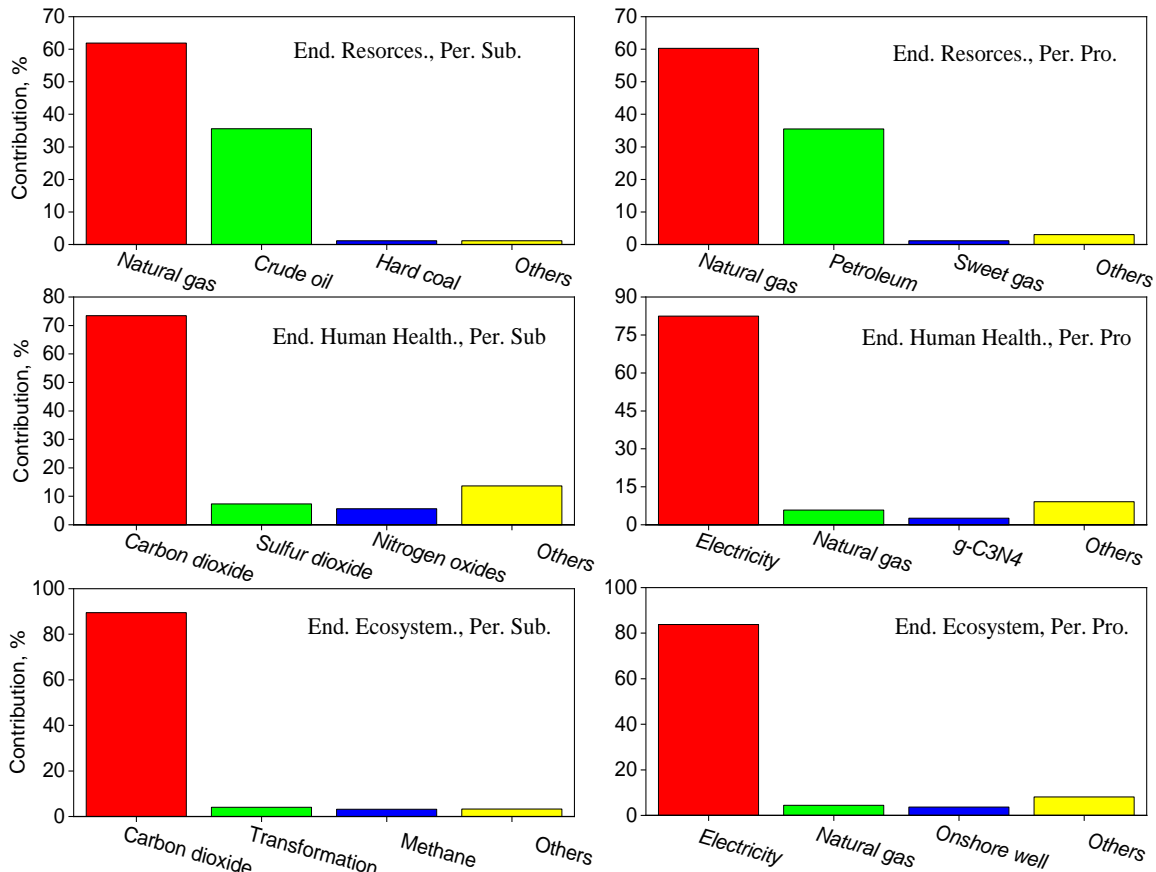 70
60
50
40
30
20
10
0
Contribution, %
End. Resorces., Per. Sub.
Natural gas
Crude oil
Hard coal
Others
70
60
50
40
30
20
10
0
End. Resorces., Per. Pro.
Natural gas
Petroleum
Sweet gas
Others
80
70
60
50
40
30
20
10
0
Contribution, %
End. Human Health., Per. Sub
Carbon dioxide
Sulfur dioxide
Nitrogen oxides
Others
90
75
60
45
30
15
0
End. Human Health., Per. Pro
Electricity
Natural gas
g-C3N4
Others
100
80
60
40
20
0
Contribution, %
End. Ecosystem., Per. Sub.
Carbon dioxide
Transformation
Methane
Others
100
80
60
40
20
0
End. Ecosystem, Per. Pro.
Electricity
Natural gas
Onshore well
Others